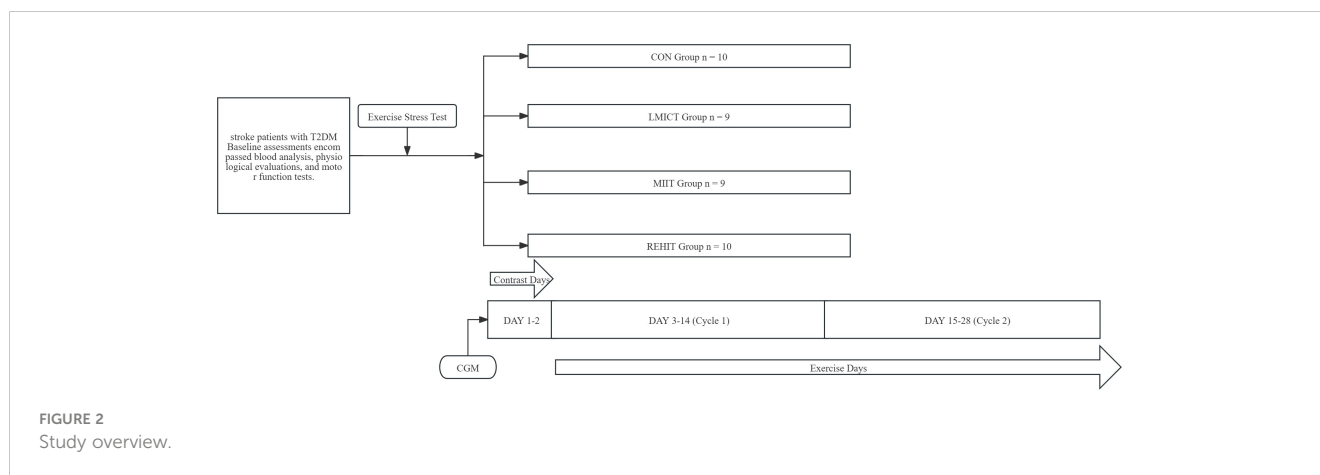 CON Group n = 10
Exercise Stress Test
LMICT Group n = 9
stroke patients with T2DM
Baseline assessments encom
passed blood analysis, physio
logical evaluations, and moto
r function tests.
MIIT Group n = 9
REHIT Group n = 10
Contrast Days
DAY 1-2
DAY 3-14 (Cycle 1)
DAY 15-28 (Cycle 2)
CGM
Exercise Days
FIGURE 2
Study overview.